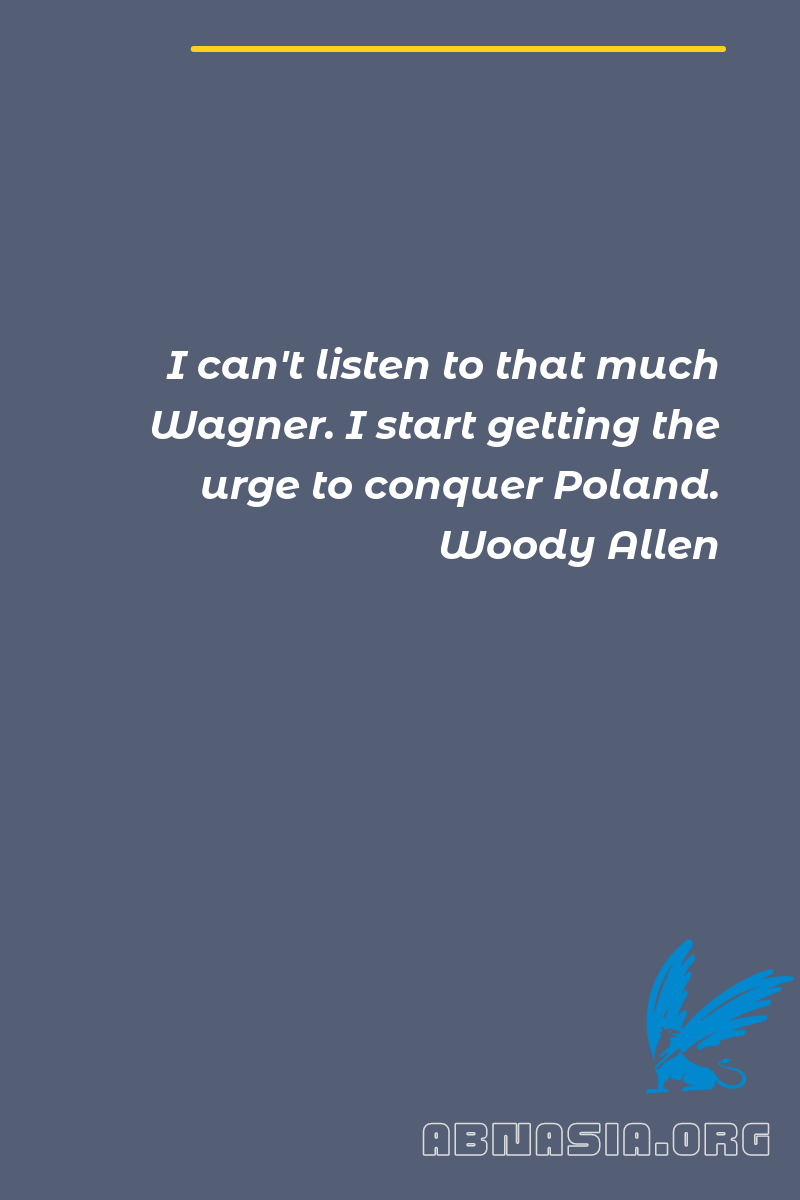 I can't listen to that much
Wagner. I start getting the
urge to conquer Poland.
Woody Allen
ABNASIA.ORG